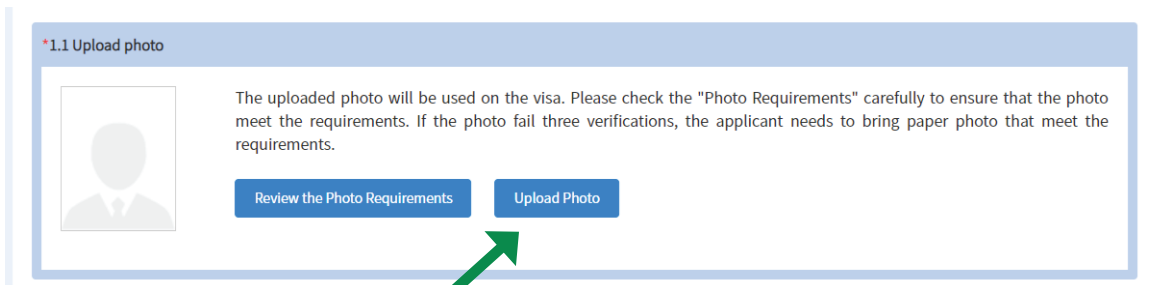 *1.1 Upload photo
The uploaded photo will be used on the visa. Please check the "Photo Requirements" carefully to ensure that the photo
meet the requirements. If the photo fail three verifications, the applicant needs to bring paper photo that meet the
requirements.
Review the Photo Requirements
Upload Photo